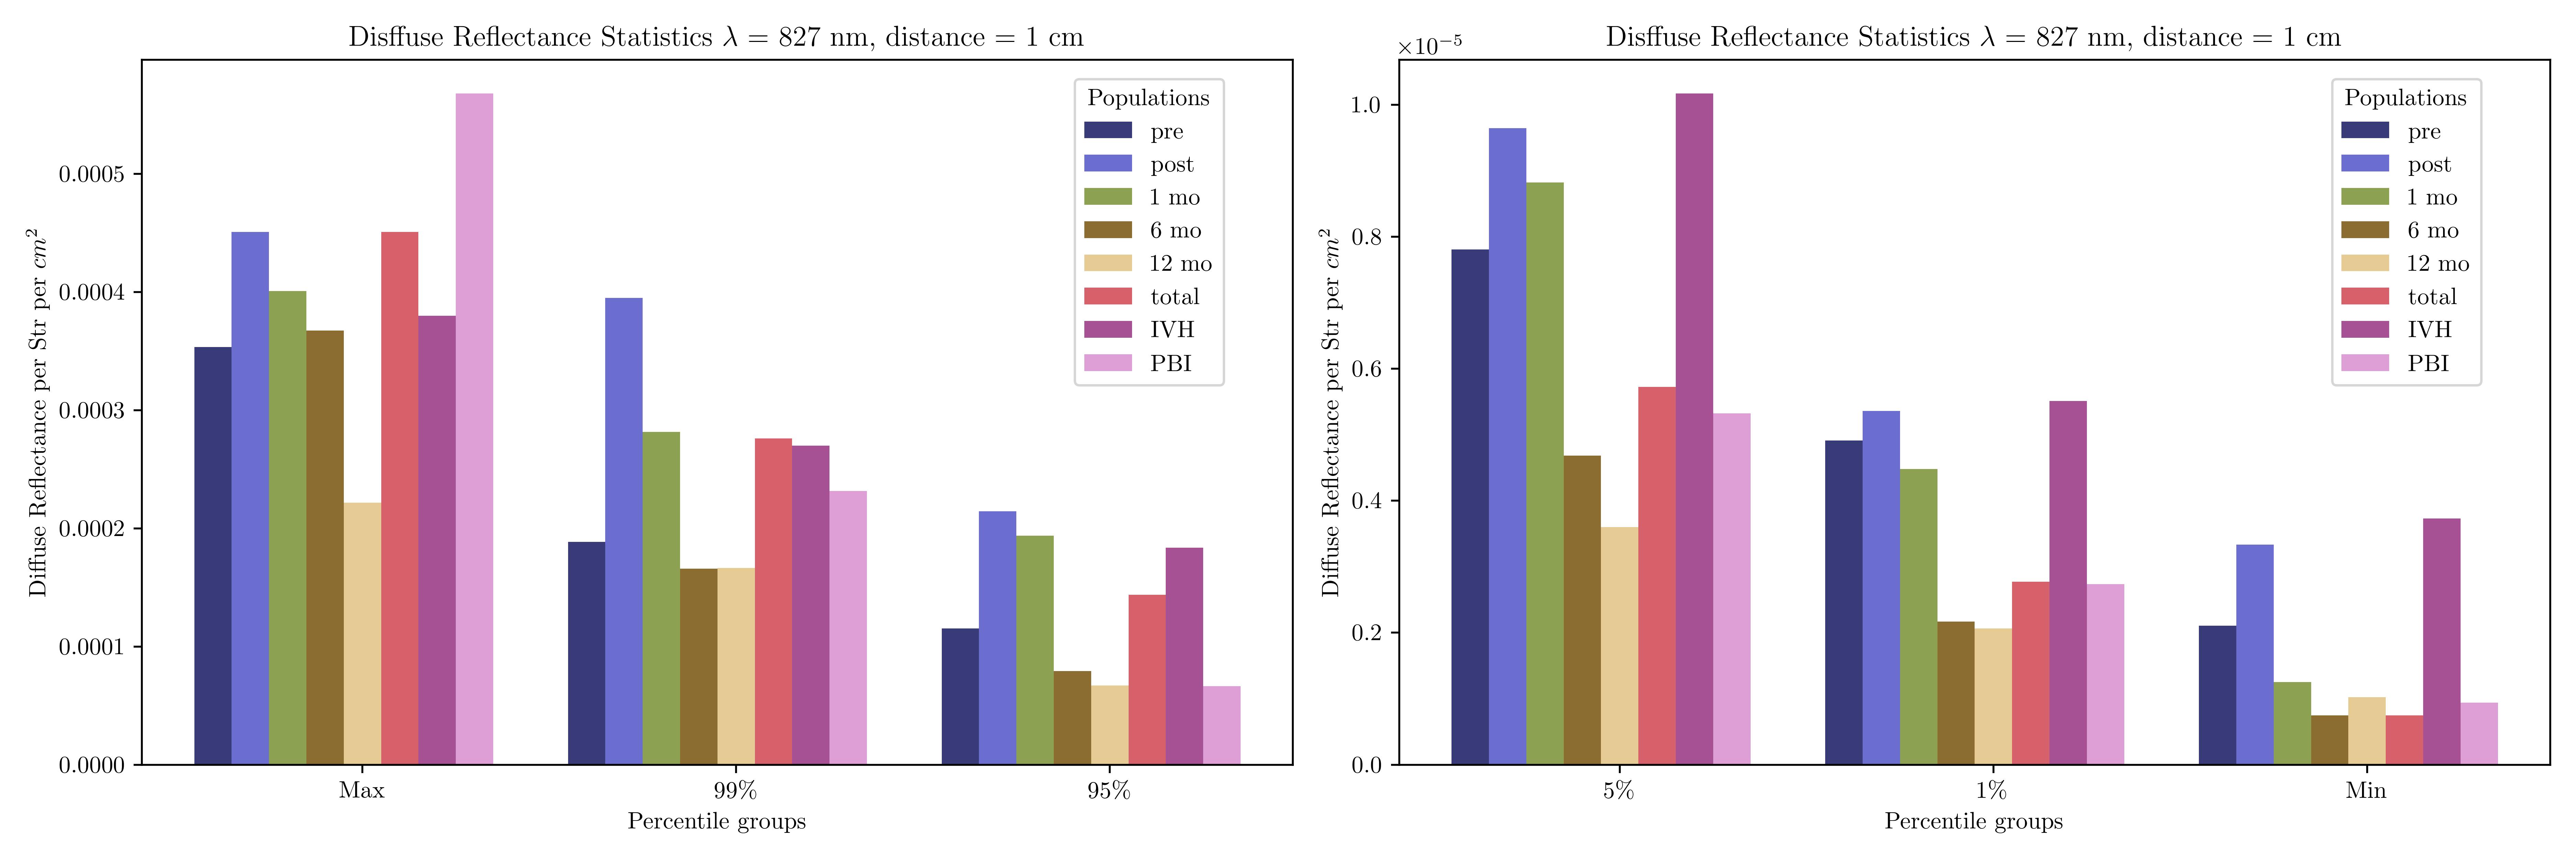 Disffuse Reflectance Statistics λ = 827 nm, distance = 1 cm
Diffuse Reflectance per Str per cm²
0.0005
0.0004
0.0003
0.0002
0.0001
0.0000
Populations
pre
post
1 mo
6 mo
12 mo
total
IVH
PBI
Max 99% 95%
Percentile groups
Disffuse Reflectance Statistics λ = 827 nm, distance = 1 cm
×10⁻⁵
Diffuse Reflectance per Str per cm²
1.0
0.8
0.6
0.4
0.2
0.0
Populations
pre
post
1 mo
6 mo
12 mo
total
IVH
PBI
5% 1% Min
Percentile groups